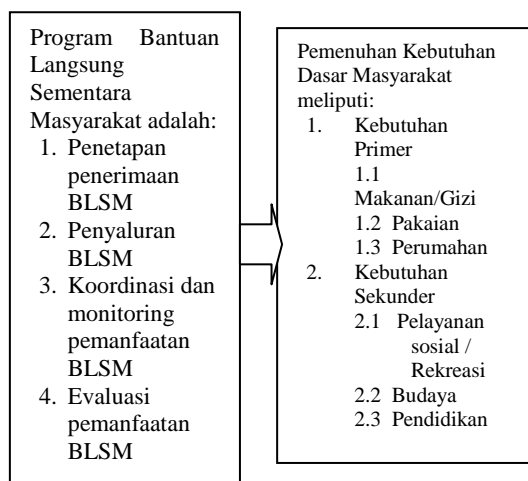 Program Bantuan
Langsung
Sementara
Masyarakat adalah:
1. Penetapan
penerimaan
BLSM
2. Penyaluran
BLSM
3. Koordinasi dan
monitoring
pemanfaatan
BLSM
4. Evaluasi
pemanfaatan
BLSM
Pemenuhan Kebutuhan
Dasar Masyarakat
meliputi:
1. Kebutuhan
Primer
1.1
Makanan/Gizi
1.2 Pakaian
1.3 Perumahan
2. Kebutuhan
Sekunder
2.1 Pelayanan
sosial /
Rekreasi
2.2 Budaya
2.3 Pendidikan